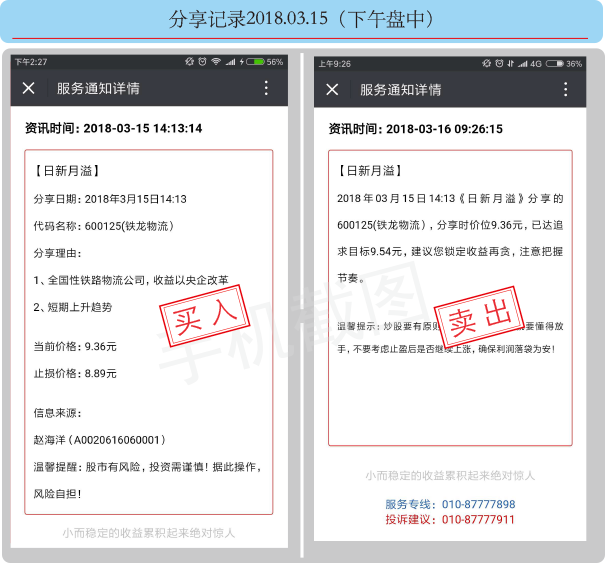 分享记录2018.03.15（下午盘中）
下午2:27
56%
服务通知详情
资讯时间：2018-03-15 14:13:14
【日新月溢】
分享日期：2018年3月15日14:13
代码名称：600125(铁龙物流）
分享理由：
1、全国性铁路物流公司，收益以央企改革
2、短期上升趋势
买入
当前价格：9.36元
止损价格：8.89元
信息来源：
赵海洋（A0020616060001）
温馨提醒：股市有风险，投资需谨慎！据此操作，
风险自担！
小而稳定的收益累积起来绝对惊人
上午9:26
4G 36%
服务通知详情
资讯时间：2018-03-16 09:26:15
【日新月溢】
2018年03月15日14:13《日新月溢》分享的
600125(铁龙物流），分享时价位9.36元，已达追
求目标9.54元，建议您锁定收益再贪，注意把握
节奏。
卖出
温馨提示：炒股要有原则 要懂得放
手，不要考虑止盈后是否继续上涨，确保利润落袋为安！
小而稳定的收益累积起来绝对惊人
服务专线：010-87777898
投诉建议：010-87777911
手机截图